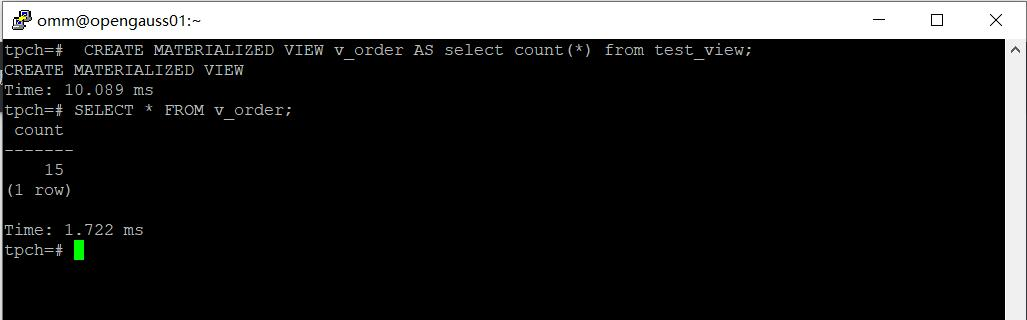 omm@opengauss01:~
tpch=#  CREATE MATERIALIZED VIEW v_order AS select count(*) from test_view;
CREATE MATERIALIZED VIEW
Time: 10.089 ms
tpch=# SELECT * FROM v_order;
 count
-------
    15
(1 row)

Time: 1.722 ms
tpch=#